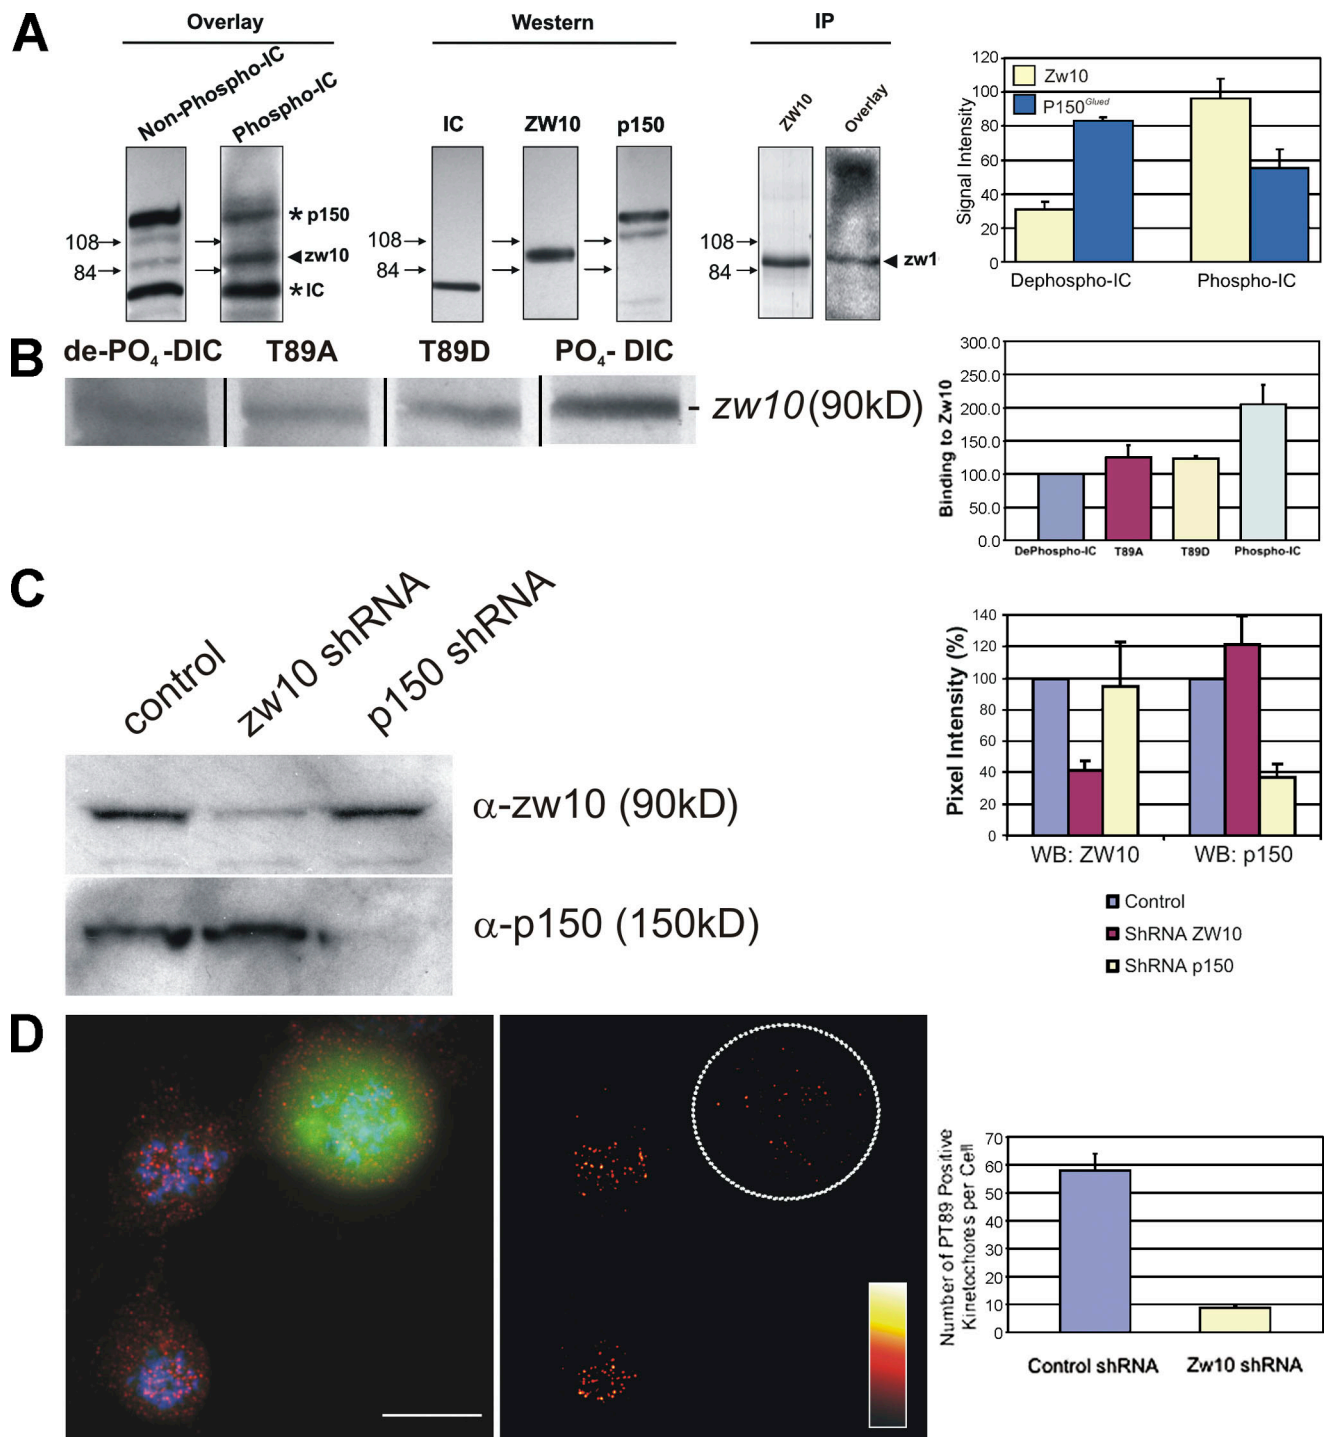 A
Overlay
Western
IP
Non-Phospho-IC
Phospho-IC
IC
ZW10
p150
ZW10
Overlay
* p150
zw10
* IC
108
84
108
84
108
84
zw1
120
100
80
60
40
20
0
Signal Intensity
Zw10
P150Glued
Dephospho-IC
Phospho-IC
B
de-PO4-DIC
T89A
T89D
PO4- DIC
- zw10 (90kD)
300.0
250.0
200.0
150.0
100.0
50.0
0.0
Binding to Zw10
DePhospho-IC
T89A
T89D
Phospho-IC
C
control
zw10 shRNA
p150 shRNA
α-zw10 (90kD)
α-p150 (150kD)
140
120
100
80
60
40
20
0
Pixel Intensity (%)
WB: ZW10
WB: p150
Control
ShRNA ZW10
ShRNA p150
D
70
60
50
40
30
20
10
0
Number of PT89 Positive
Kinetochores per Cell
Control shRNA
Zw10 shRNA